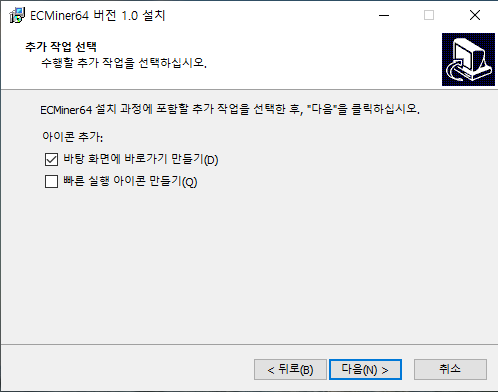 ECMiner64 버전 1.0 설치
추가 작업 선택
수행할 추가 작업을 선택하십시오.
ECMiner64 설치 과정에 포함할 추가 작업을 선택한 후, "다음"을 클릭하십시오.
아이콘 추가:
바탕 화면에 바로가기 만들기(D)
빠른 실행 아이콘 만들기(Q)
< 뒤로(B)
다음(N) >
취소